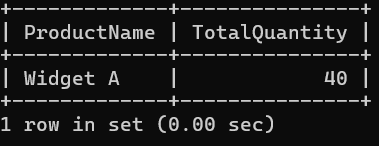 +-------------+---------------+
| ProductName | TotalQuantity |
+-------------+---------------+
| Widget A    |            40 |
+-------------+---------------+
1 row in set (0.00 sec)